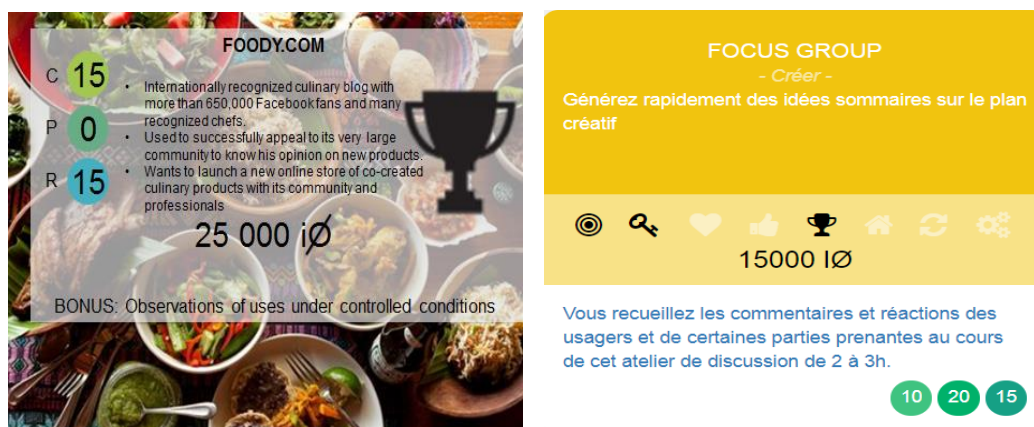 FOODY.COM
C 15
• Internationally recognized culinary blog with
more than 650,000 Facebook fans and many
recognized chefs.
P 0
• Used to successfully appeal to its very large
community to know his opinion on new products.
• Wants to launch a new online store of co-created
R 15
culinary products with its community and
professionals
25 000 iØ
BONUS: Observations of uses under controlled conditions
FOCUS GROUP
- Créer -
Générez rapidement des idées sommaires sur le plan
créatif
15000 IØ
Vous recueillez les commentaires et réactions des
usagers et de certaines parties prenantes au cours
de cet atelier de discussion de 2 à 3h.
10 20 15